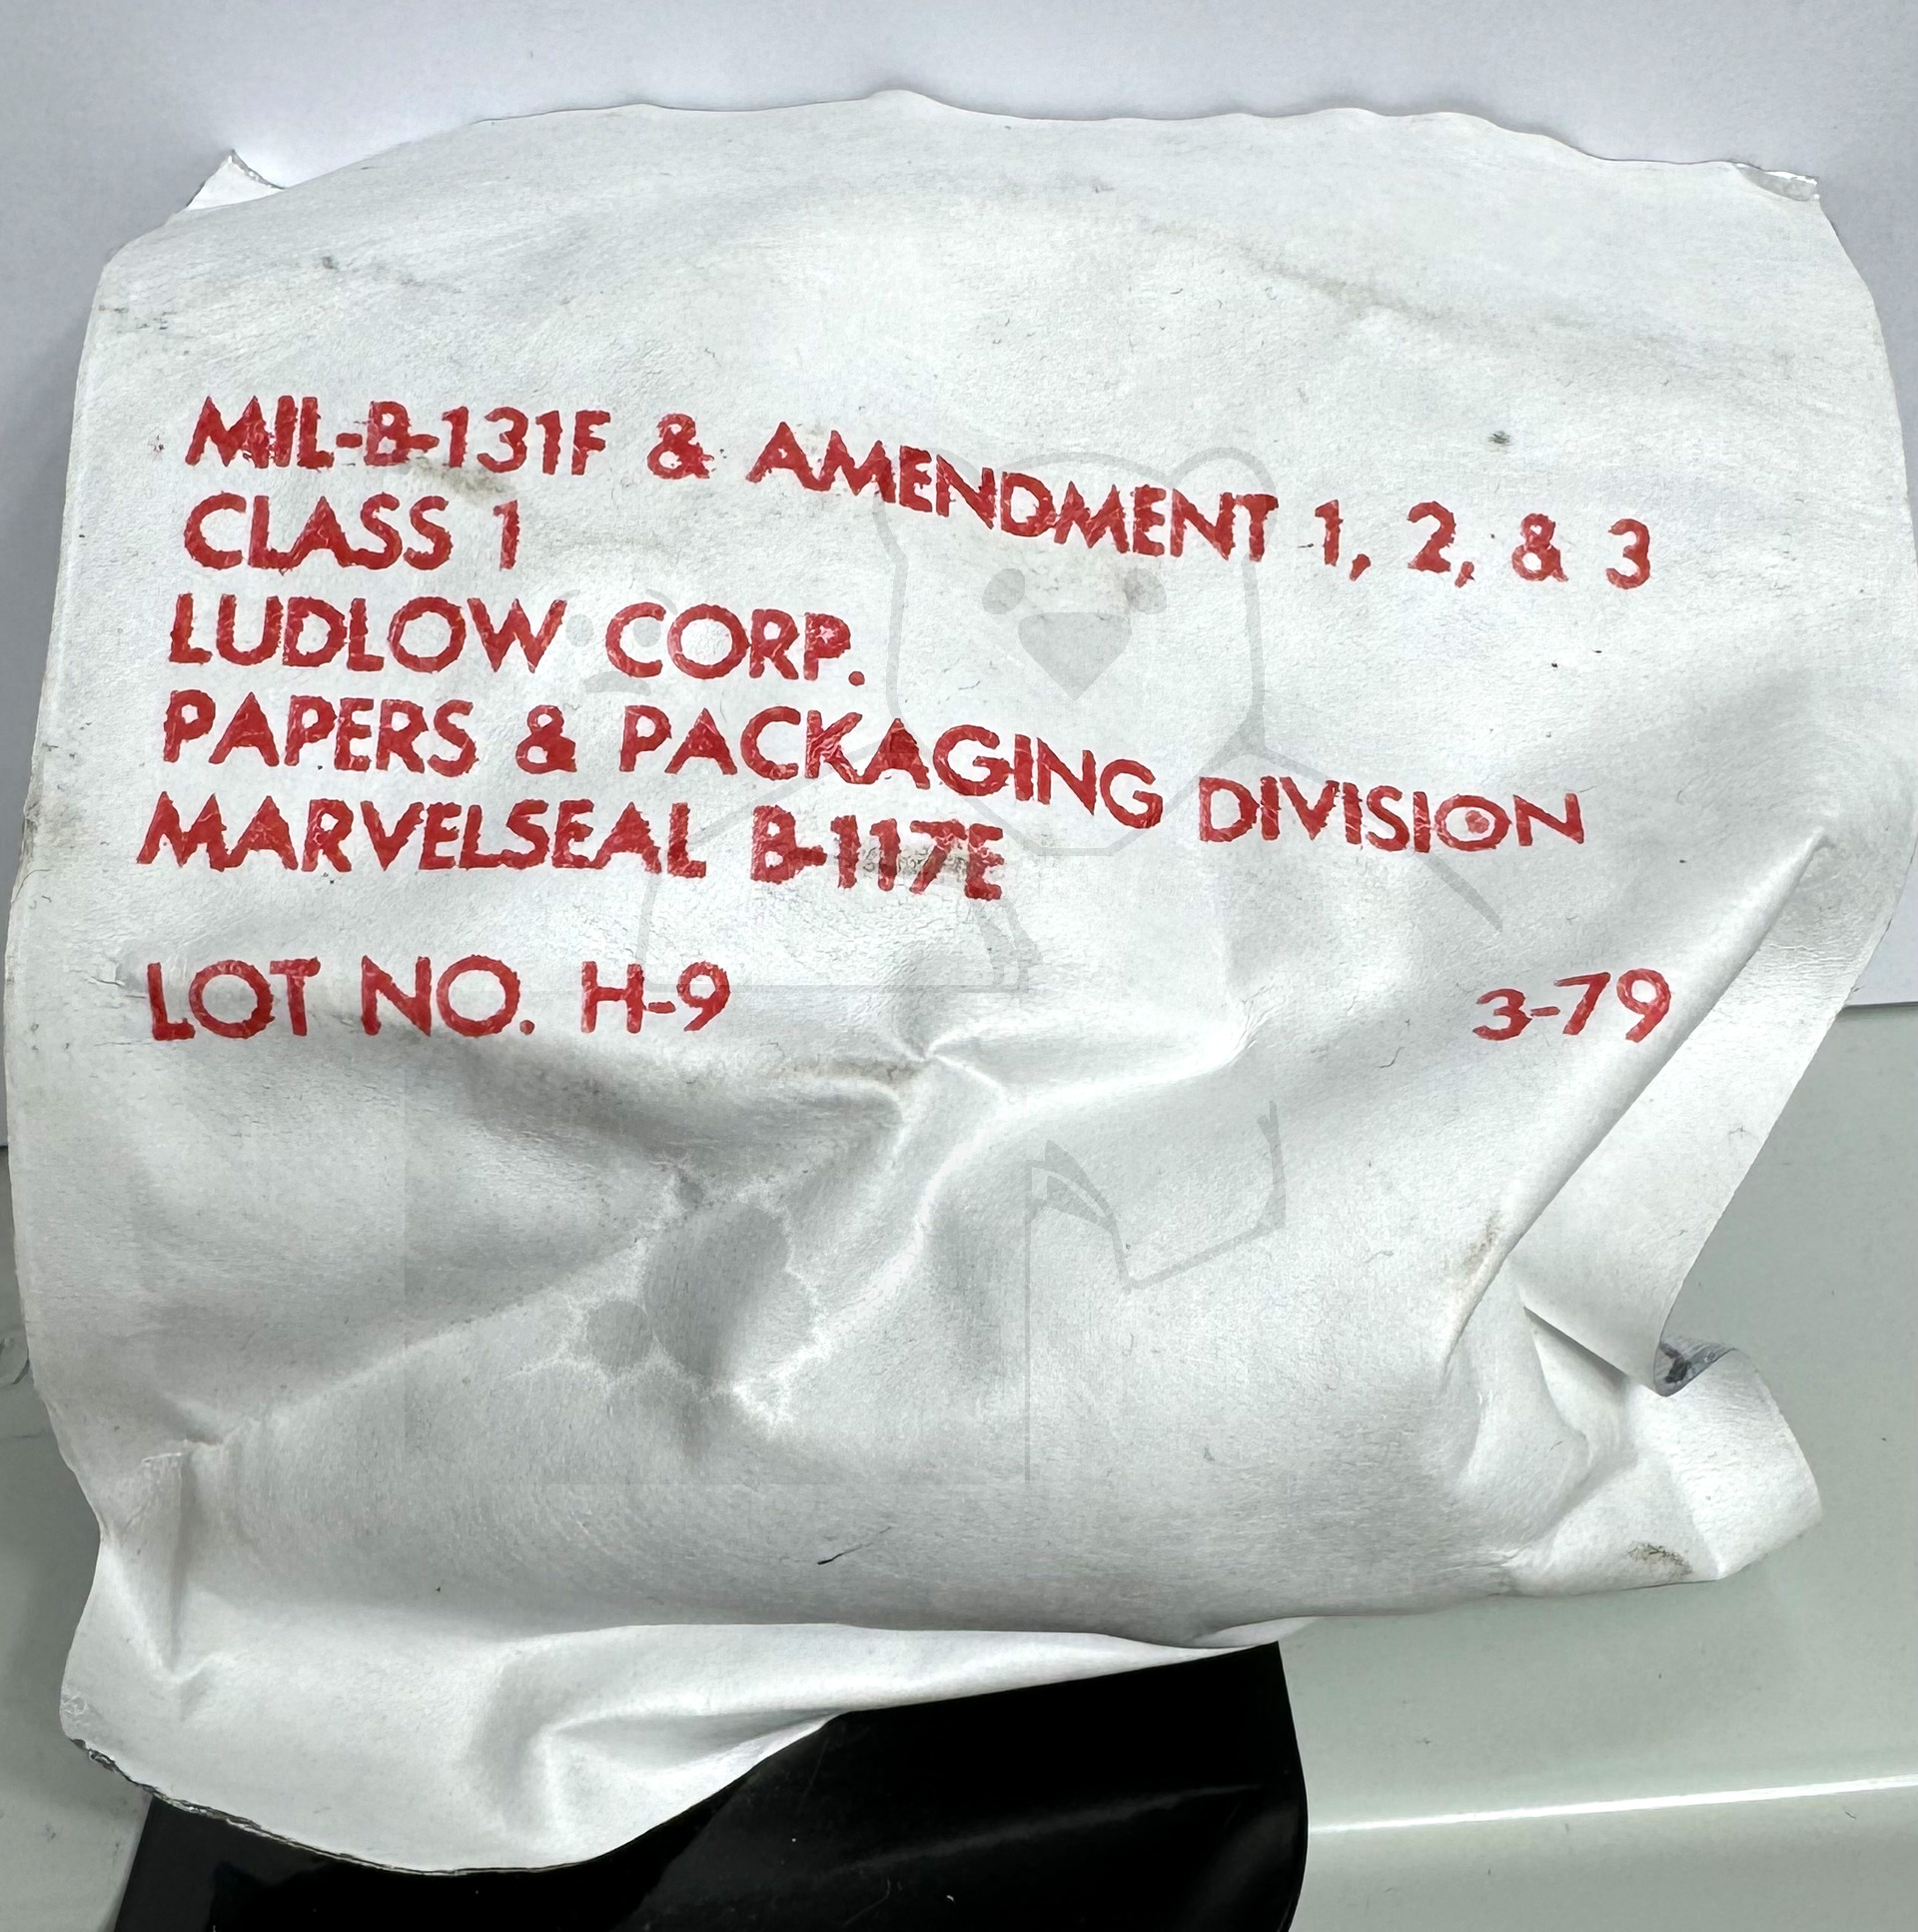 MIL-B-131F & AMENDMENT 1, 2, & 3
CLASS 1
LUDLOW CORP.
PAPERS & PACKAGING DIVISION
MARVELSEAL B-117E
LOT NO. H-9 3-79